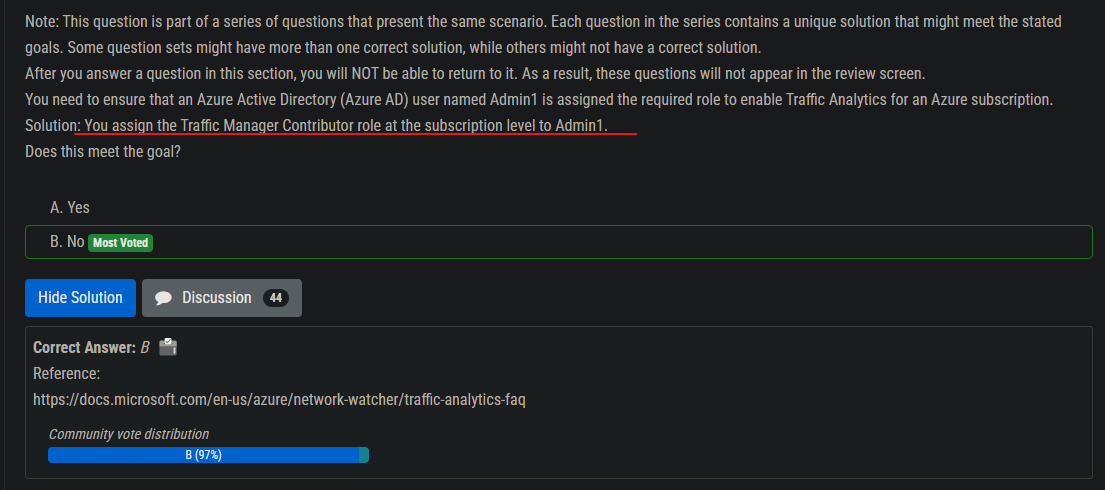 Note: This question is part of a series of questions that present the same scenario. Each question in the series contains a unique solution that might meet the stated
goals. Some question sets might have more than one correct solution, while others might not have a correct solution.
After you answer a question in this section, you will NOT be able to return to it. As a result, these questions will not appear in the review screen.
You need to ensure that an Azure Active Directory (Azure AD) user named Admin1 is assigned the required role to enable Traffic Analytics for an Azure subscription.
Solution: You assign the Traffic Manager Contributor role at the subscription level to Admin1.
Does this meet the goal?
A. Yes
B. No Most Voted
Hide Solution Discussion 44
Correct Answer: B
Reference:
https://docs.microsoft.com/en-us/azure/network-watcher/traffic-analytics-faq
Community vote distribution
B (97%)